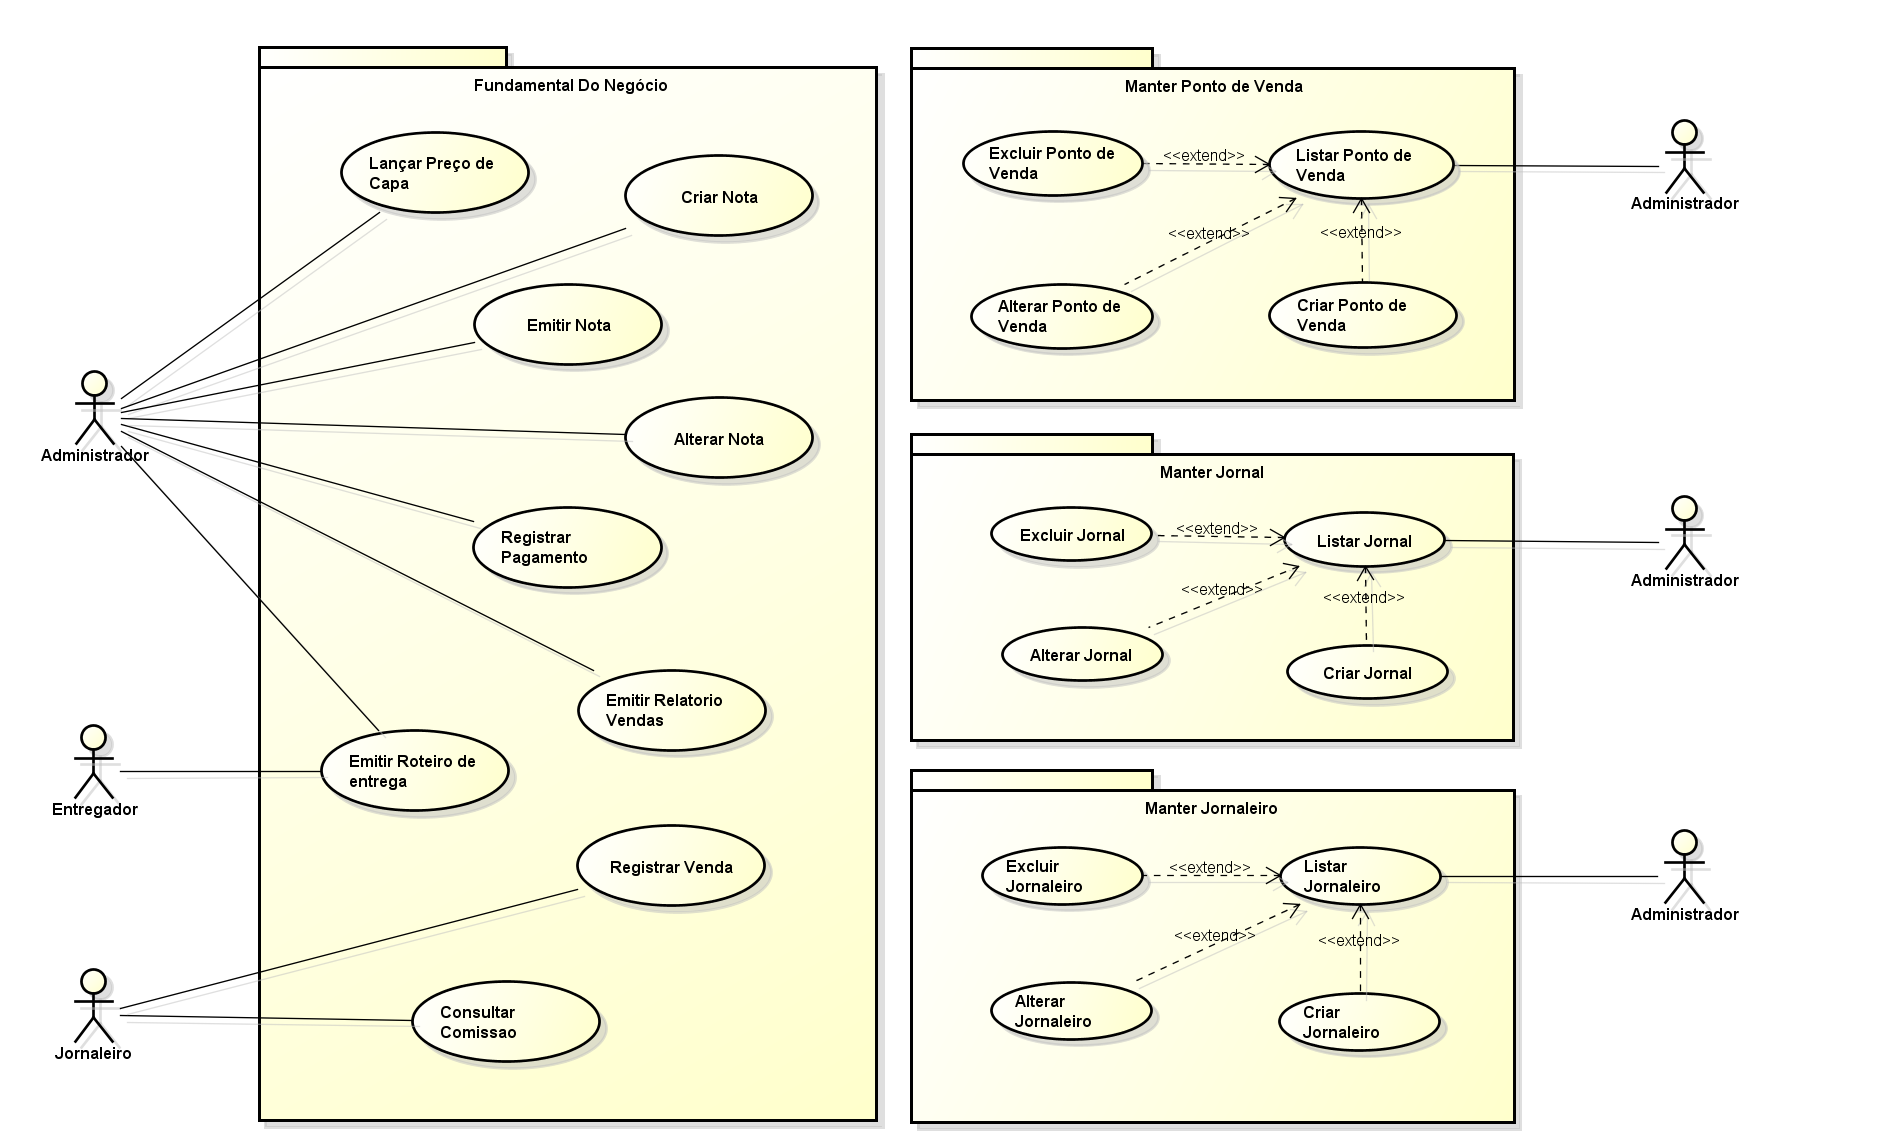 Fundamental Do Negócio
Lançar Preço de
Capa
Criar Nota
Emitir Nota
Alterar Nota
Administrador
Registrar
Pagamento
Emitir Relatorio
Vendas
Emitir Roteiro de
entrega
Entregador
Registrar Venda
Consultar
Comissao
Jornaleiro
Manter Ponto de Venda
Excluir Ponto de
Venda
<<extend>>
Listar Ponto de
Venda
Administrador
<<extend>>
<<extend>>
Alterar Ponto de
Venda
Criar Ponto de
Venda
Manter Jornal
Excluir Jornal
<<extend>>
Listar Jornal
Administrador
<<extend>>
<<extend>>
Alterar Jornal
Criar Jornal
Manter Jornaleiro
Excluir
Jornaleiro
<<extend>>
Listar
Jornaleiro
Administrador
<<extend>>
<<extend>>
Alterar
Jornaleiro
Criar
Jornaleiro